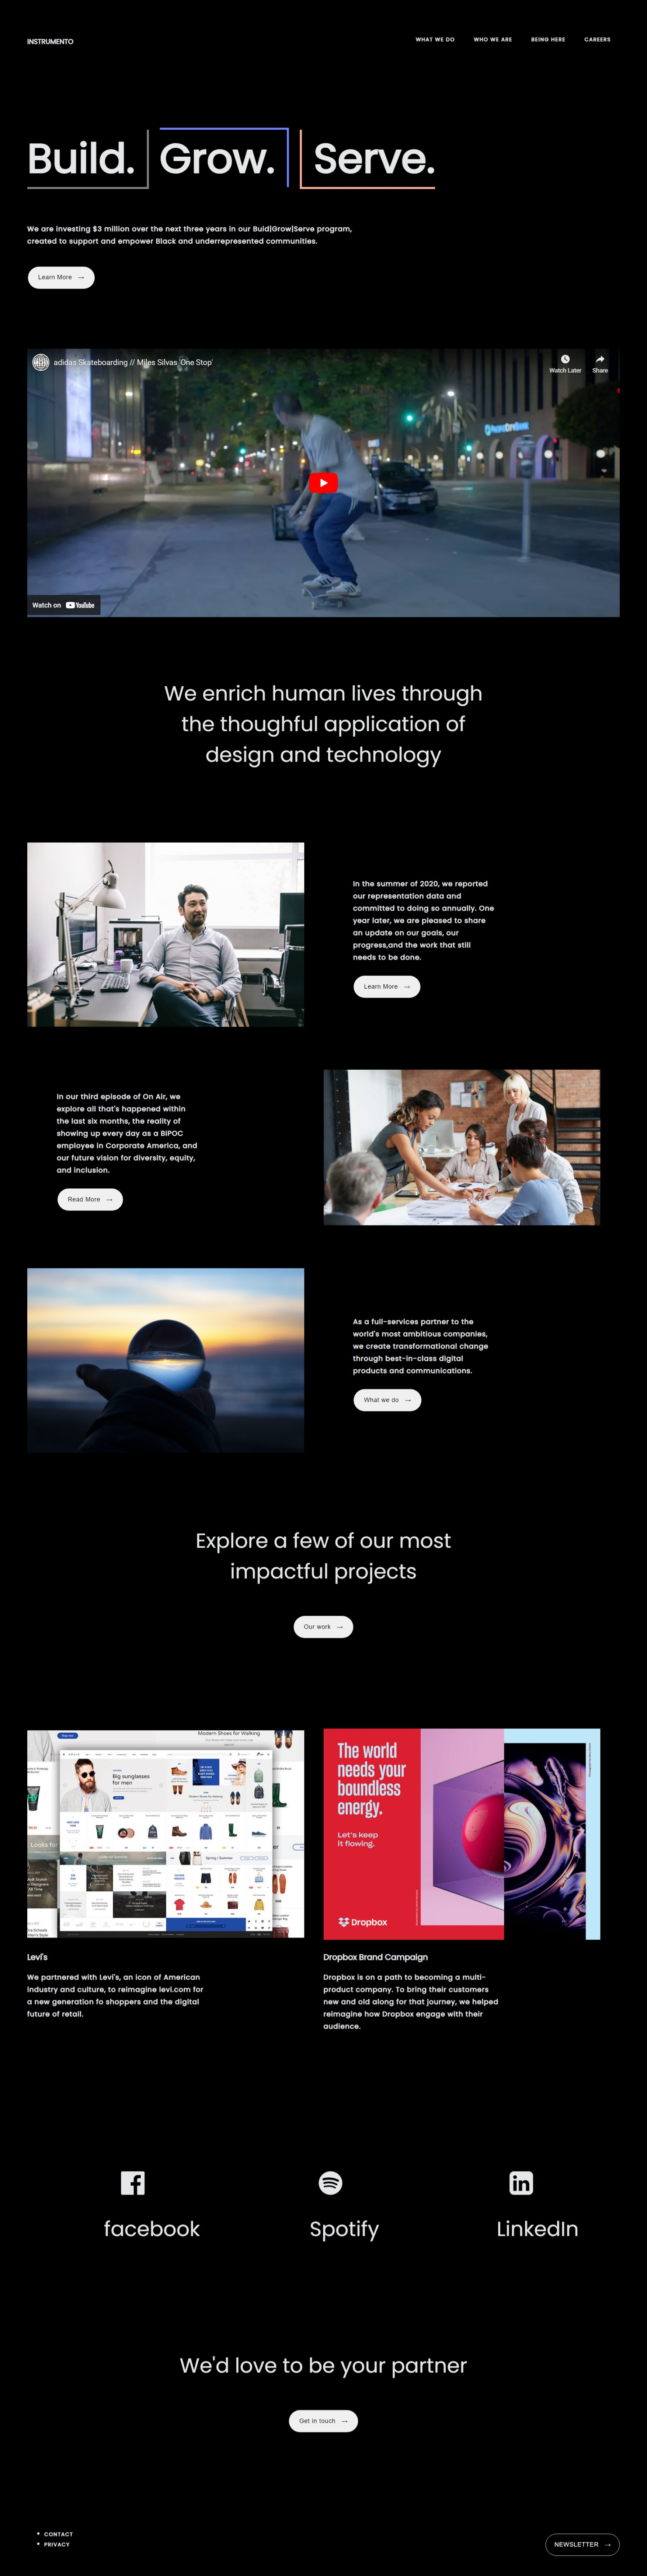 INSTRUMENTO
WHAT WE DO
WHO WE ARE
BEING HERE
CAREERS
Build. Grow. Serve.
We are investing $3 million over the next three years in our Buid|Grow|Serve program,
created to support and empower Black and underrepresented communities.
Learn More →
adidas Skateboarding // Miles Silvas 'One Stop'
Watch Later
Share
PACIFIC CITY BANK
Watch on YouTube
We enrich human lives through
the thoughtful application of
design and technology
In the summer of 2020, we reported
our representation data and
committed to doing so annually. One
year later, we are pleased to share
an update on our goals, our
progress,and the work that still
needs to be done.
Learn More →
In our third episode of On Air, we
explore all that's happened within
the last six months, the reality of
showing up every day as a BIPOC
employee in Corporate America, and
our future vision for diversity, equity,
and inclusion.
Read More →
As a full-services partner to the
world's most ambitious companies,
we create transformational change
through best-in-class digital
products and communications.
What we do →
Explore a few of our most
impactful projects
Our work →
Modern Shoes for Walking
Big sunglasses
for men
Looks for
Spring / Summer
The world
needs your
boundless
energy.
Let's keep
it flowing.
Dropbox
Levi's
We partnered with Levi's, an icon of American
industry and culture, to reimagine levi.com for
a new generation fo shoppers and the digital
future of retail.
Dropbox Brand Campaign
Dropbox is on a path to becoming a multi-
product company. To bring their customers
new and old along for that journey, we helped
reimagine how Dropbox engage with their
audience.
facebook
Spotify
LinkedIn
We'd love to be your partner
Get in touch →
CONTACT
PRIVACY
NEWSLETTER →